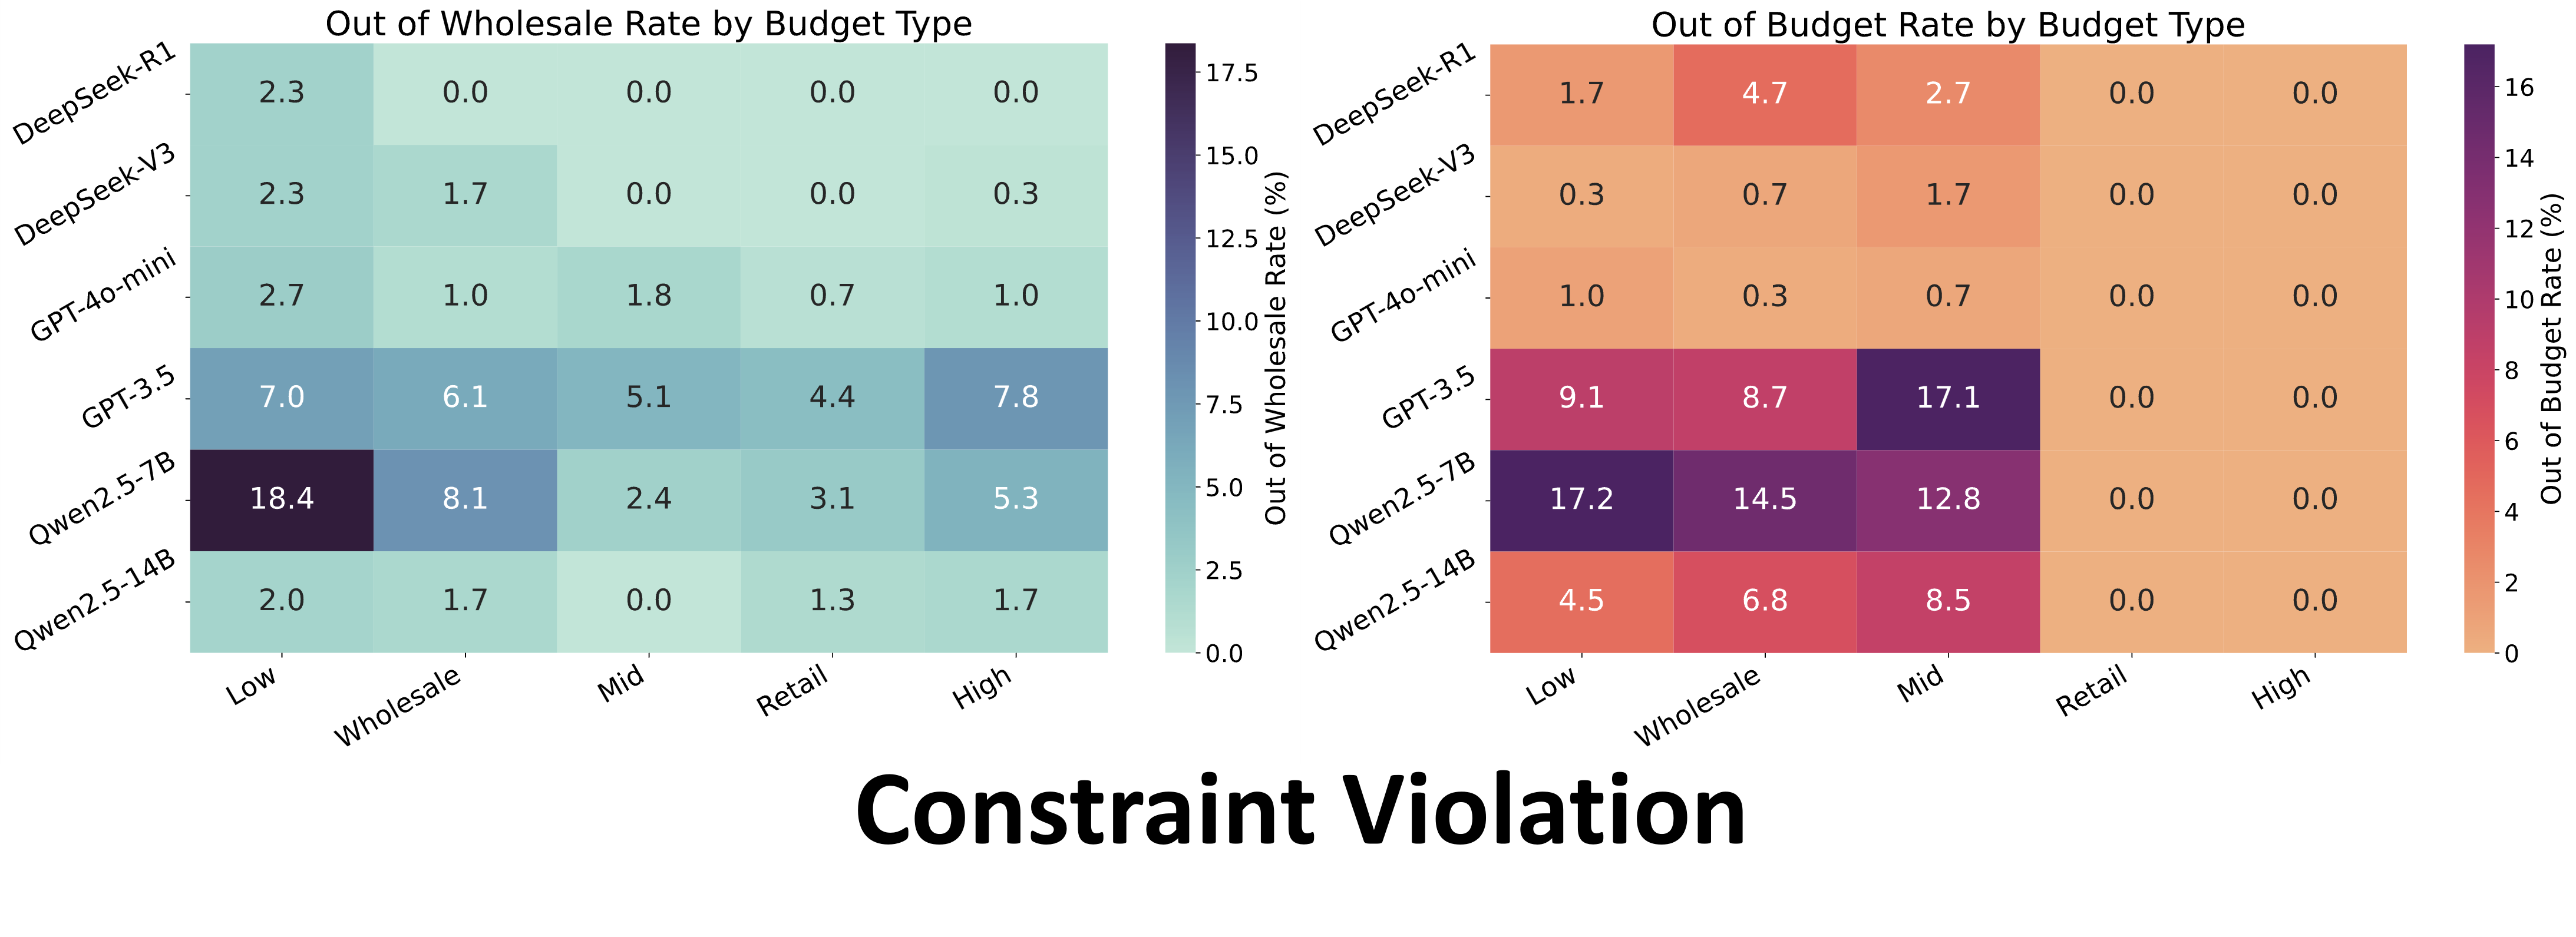 Out of Wholesale Rate by Budget Type
DeepSeek-R1 2.3 0.0 0.0 0.0 0.0
DeepSeek-V3 2.3 1.7 0.0 0.0 0.3
GPT-4o-mini 2.7 1.0 1.8 0.7 1.0
GPT-3.5 7.0 6.1 5.1 4.4 7.8
Qwen2.5-7B 18.4 8.1 2.4 3.1 5.3
Qwen2.5-14B 2.0 1.7 0.0 1.3 1.7
Low Wholesale Mid Retail High
17.5
15.0
12.5
10.0
7.5
5.0
2.5
0.0
Out of Wholesale Rate (%)
Out of Budget Rate by Budget Type
DeepSeek-R1 1.7 4.7 2.7 0.0 0.0
DeepSeek-V3 0.3 0.7 1.7 0.0 0.0
GPT-4o-mini 1.0 0.3 0.7 0.0 0.0
GPT-3.5 9.1 8.7 17.1 0.0 0.0
Qwen2.5-7B 17.2 14.5 12.8 0.0 0.0
Qwen2.5-14B 4.5 6.8 8.5 0.0 0.0
Low Wholesale Mid Retail High
16
14
12
10
8
6
4
2
0
Out of Budget Rate (%)
Constraint Violation